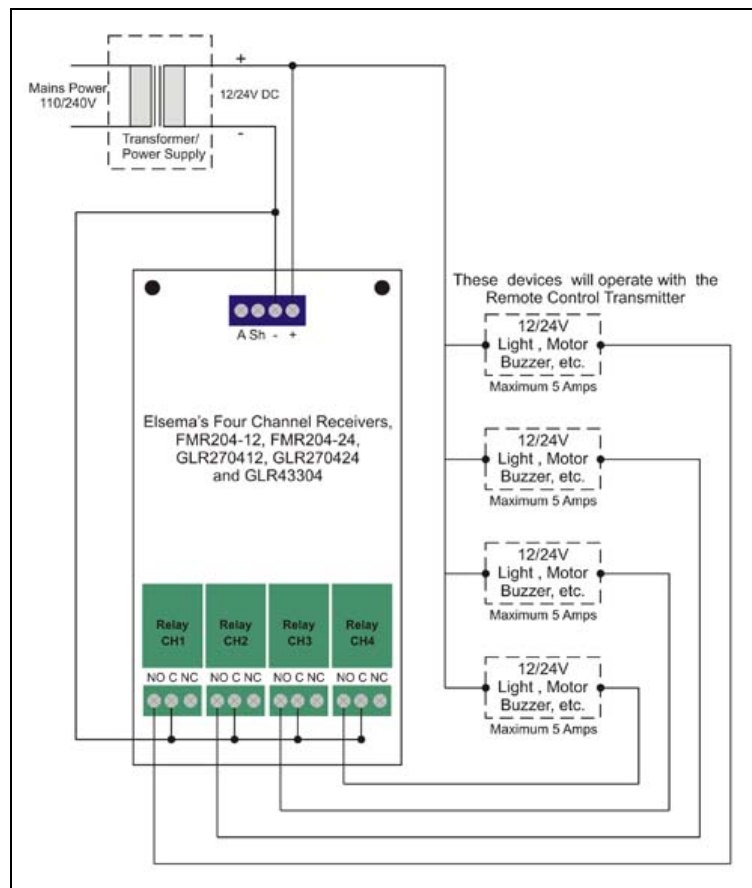 Mains Power
110/240V
+
12/24V DC
-
Transformer/
Power Supply
A Sh - +
Elsema's Four Channel Receivers,
FMR204-12, FMR204-24,
GLR270412, GLR270424
and GLR43304
Relay
CH1
Relay
CH2
Relay
CH3
Relay
CH4
NO C NC
NO C NC
NO C NC
NO C NC
These devices will operate with the
Remote Control Transmitter
12/24V
Light , Motor
Buzzer, etc.
Maximum 5 Amps
12/24V
Light , Motor
Buzzer, etc.
Maximum 5 Amps
12/24V
Light , Motor
Buzzer, etc.
Maximum 5 Amps
12/24V
Light , Motor
Buzzer, etc.
Maximum 5 Amps